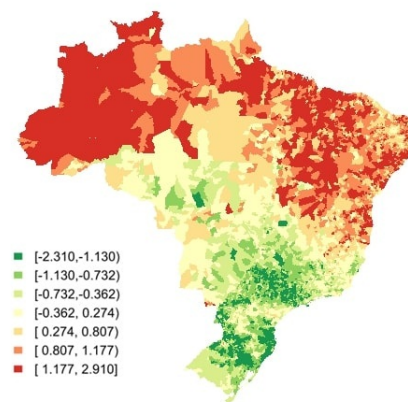 [-2.310,-1.130)
[-1.130,-0.732)
[-0.732,-0.362)
[-0.362, 0.274)
[ 0.274, 0.807)
[ 0.807, 1.177)
[ 1.177, 2.910]